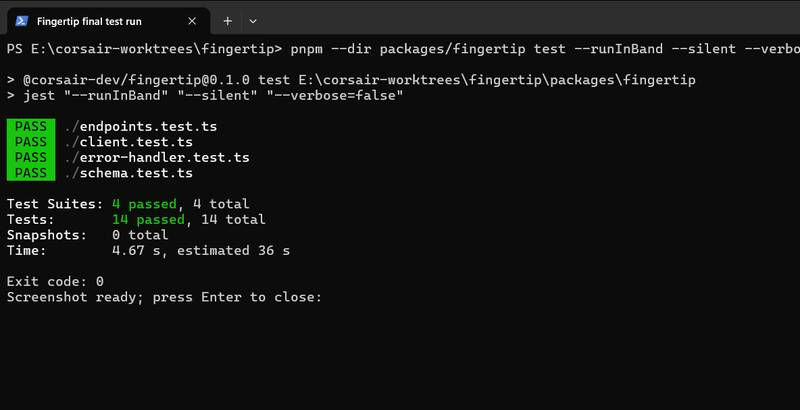 Fingertip final test run
PS E:\corsair-worktrees\fingertip> pnpm --dir packages/fingertip test --runInBand --silent --verbo
> @corsair-dev/fingertip@0.1.0 test E:\corsair-worktrees\fingertip\packages\fingertip
> jest "--runInBand" "--silent" "--verbose=false"
PASS ./endpoints.test.ts
PASS ./client.test.ts
PASS ./error-handler.test.ts
PASS ./schema.test.ts
Test Suites: 4 passed, 4 total
Tests: 14 passed, 14 total
Snapshots: 0 total
Time: 4.67 s, estimated 36 s
Exit code: 0
Screenshot ready; press Enter to close: